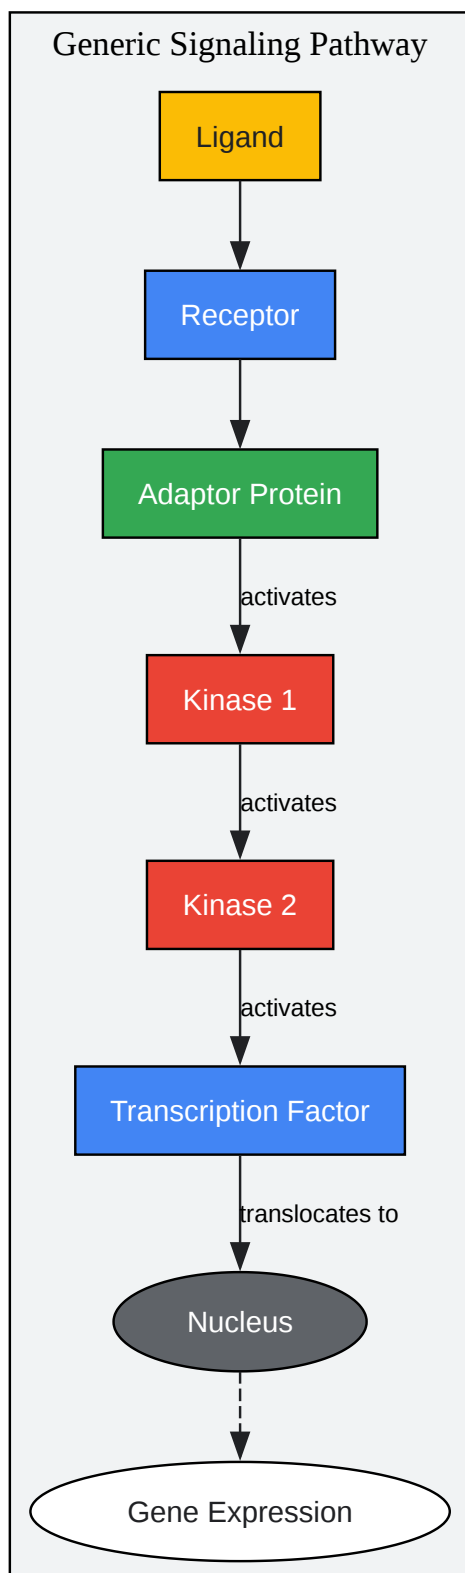 Generic Signaling Pathway
Ligand
Receptor
Adaptor Protein
activates
Kinase 1
activates
Kinase 2
activates
Transcription Factor
translocates to
Nucleus
Gene Expression